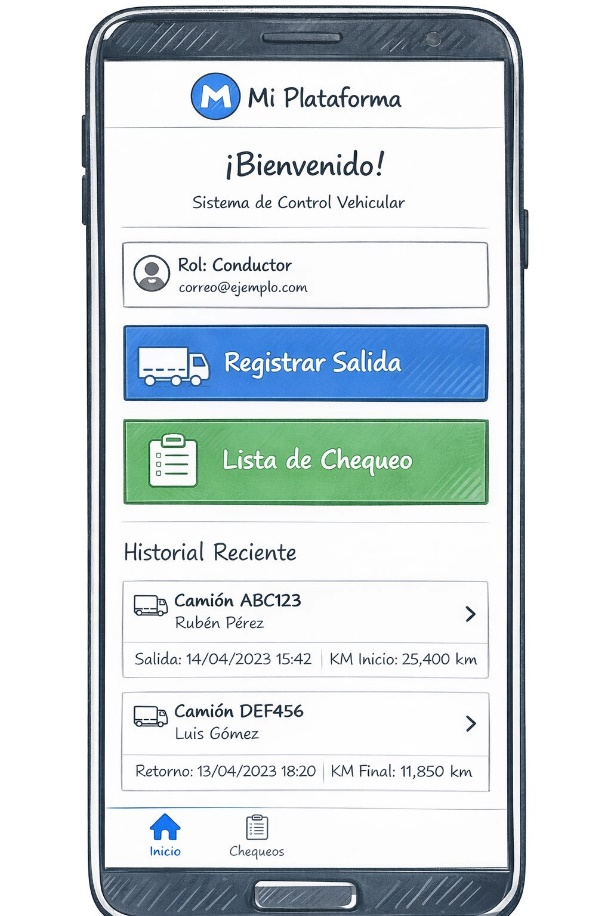 M Mi Plataforma
¡Bienvenido!
Sistema de Control Vehicular
Rol: Conductor
correo@ejemplo.com
Registrar Salida
Lista de Chequeo
Historial Reciente
Camión ABC123
Rubén Pérez
Salida: 14/04/2023 15:42 | KM Inicio: 25,400 km
Camión DEF456
Luis Gómez
Retorno: 13/04/2023 18:20 | KM Final: 11,850 km
Inicio Chequeos